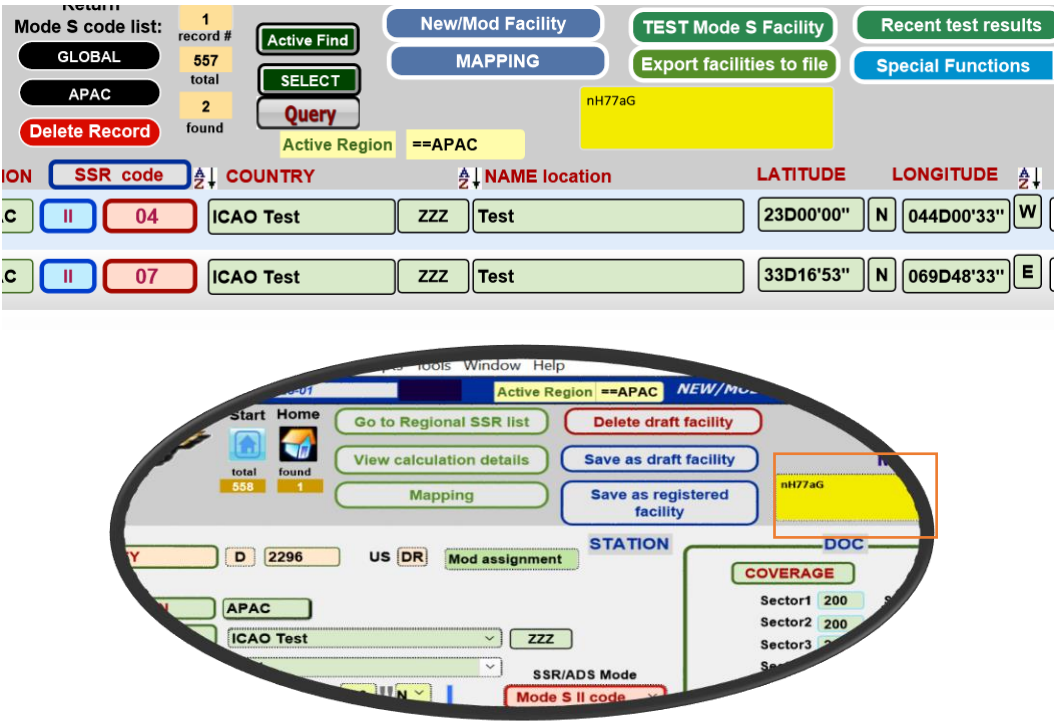 Return
Mode S code list:
GLOBAL
APAC
Delete Record
1
record #
557
total
2
found
Active Find
SELECT
Query
New/Mod Facility
MAPPING
TEST Mode S Facility
Export facilities to file
Recent test results
Special Functions
nH77aG
Active Region ==APAC
ION SSR code COUNTRY NAME location LATITUDE LONGITUDE
C II 04 ICAO Test ZZZ Test 23D00'00" N 044D00'33" W
C II 07 ICAO Test ZZZ Test 33D16'53" N 069D48'33" E
Tools Window Help
-01 Active Region ==APAC NEW/MO
Start Home
total found
558 1
Go to Regional SSR list
View calculation details
Mapping
Delete draft facility
Save as draft facility
Save as registered
facility
nH77aG
STATION DOC
Y D 2296 US DR Mod assignment
COVERAGE
N APAC
Sector1 200 S
ICAO Test ZZZ
Sector2 200
Sector3
SSR/ADS Mode
N Mode S II code